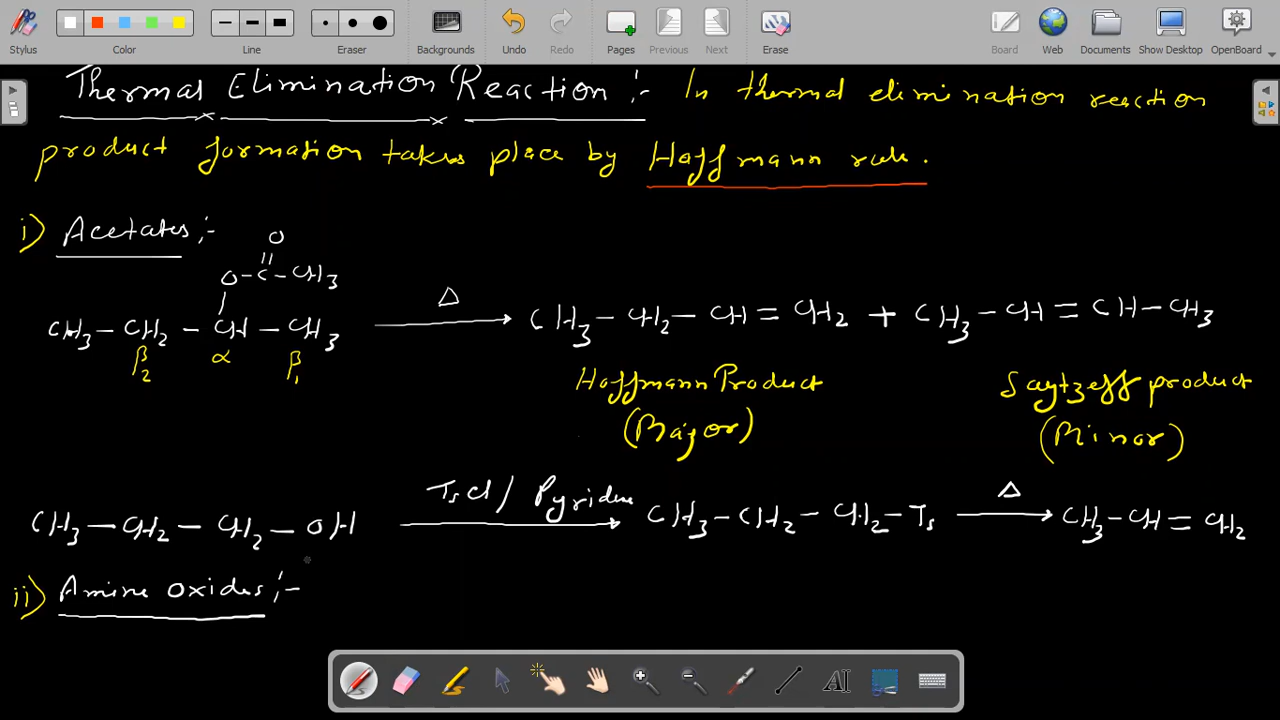 Stylus Color Line Eraser Backgrounds Undo Redo Pages Previous Next Erase Board Web Documents Show Desktop OpenBoard
Thermal Elimination Reaction :- In thermal elimination reaction
product formation takes place by Hoffmann rule.
i) Acetates :-
O
||
O-C-CH3
CH3-CH2-CH-CH3 Δ CH3-CH2-CH=CH2 + CH3-CH=CH-CH3
β2 α β1
Hoffmann Product Saytzeff product
(Major) (Minor)
CH3-CH2-CH2-OH TsCl/Pyridine CH3-CH2-CH2-Ts Δ CH3-CH=CH2
ii) Amine Oxides :-
AI